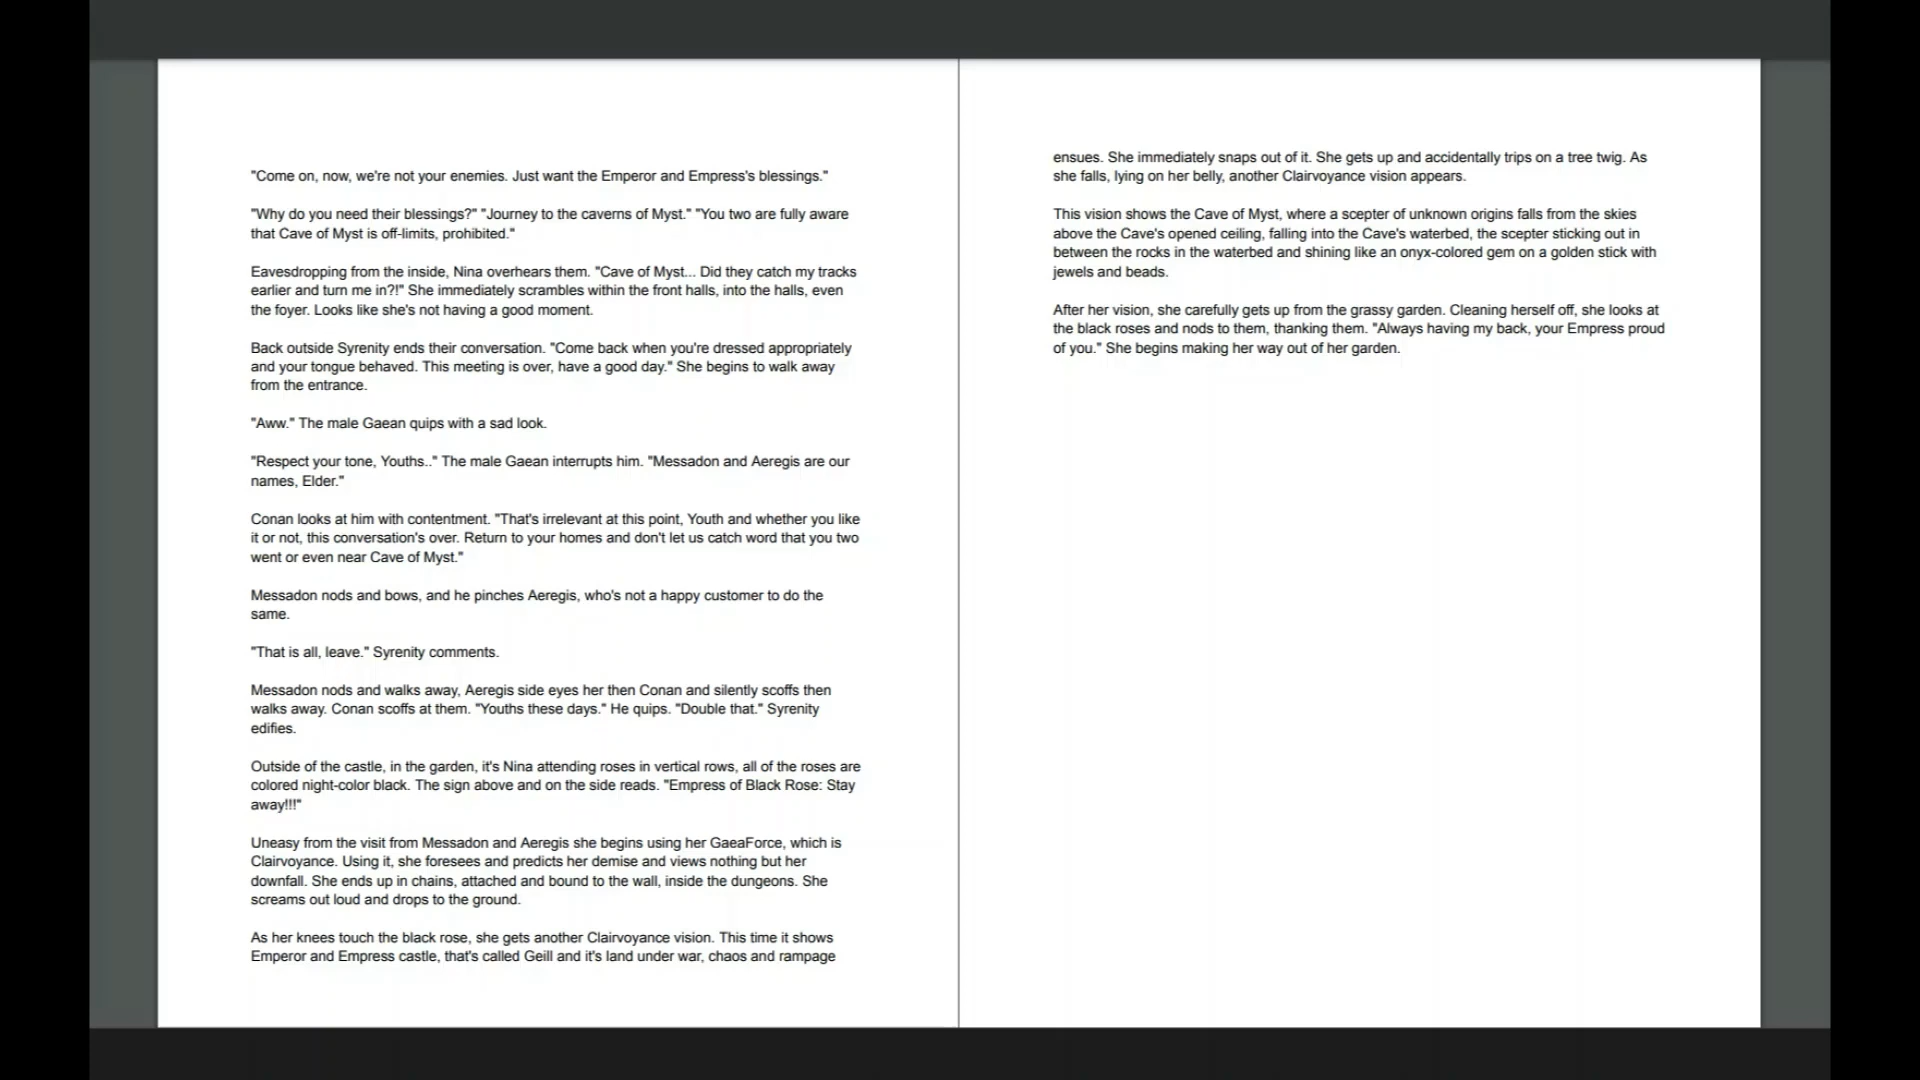 "Come on, now, we're not your enemies. Just want the Emperor and Empress's blessings."
"Why do you need their blessings?" "Journey to the caverns of Myst." "You two are fully aware
that Cave of Myst is off-limits, prohibited."
Eavesdropping from the inside, Nina overhears them. "Cave of Myst... Did they catch my tracks
earlier and turn me in?!" She immediately scrambles within the front halls, into the halls, even
the foyer. Looks like she's not having a good moment.
Back outside Syrenity ends their conversation. "Come back when you're dressed appropriately
and your tongue behaved. This meeting is over, have a good day." She begins to walk away
from the entrance.
"Aww." The male Gaean quips with a sad look.
"Respect your tone, Youths.." The male Gaean interrupts him. "Messadon and Aeregis are our
names, Elder."
Conan looks at him with contentment. "That's irrelevant at this point, Youth and whether you like
it or not, this conversation's over. Return to your homes and don't let us catch word that you two
went or even near Cave of Myst."
Messadon nods and bows, and he pinches Aeregis, who's not a happy customer to do the
same.
"That is all, leave." Syrenity comments.
Messadon nods and walks away, Aeregis side eyes her then Conan and silently scoffs then
walks away. Conan scoffs at them. "Youths these days." He quips. "Double that." Syrenity
edifies.
Outside of the castle, in the garden, it's Nina attending roses in vertical rows, all of the roses are
colored night-color black. The sign above and on the side reads. "Empress of Black Rose: Stay
away!!!"
Uneasy from the visit from Messadon and Aeregis she begins using her GaeaForce, which is
Clairvoyance. Using it, she foresees and predicts her demise and views nothing but her
downfall. She ends up in chains, attached and bound to the wall, inside the dungeons. She
screams out loud and drops to the ground.
As her knees touch the black rose, she gets another Clairvoyance vision. This time it shows
Emperor and Empress castle, that's called Geill and it's land under war, chaos and rampage
ensues. She immediately snaps out of it. She gets up and accidentally trips on a tree twig. As
she falls, lying on her belly, another Clairvoyance vision appears.
This vision shows the Cave of Myst, where a scepter of unknown origins falls from the skies
above the Cave's opened ceiling, falling into the Cave's waterbed, the scepter sticking out in
between the rocks in the waterbed and shining like an onyx-colored gem on a golden stick with
jewels and beads.
After her vision, she carefully gets up from the grassy garden. Cleaning herself off, she looks at
the black roses and nods to them, thanking them. "Always having my back, your Empress proud
of you." She begins making her way out of her garden.